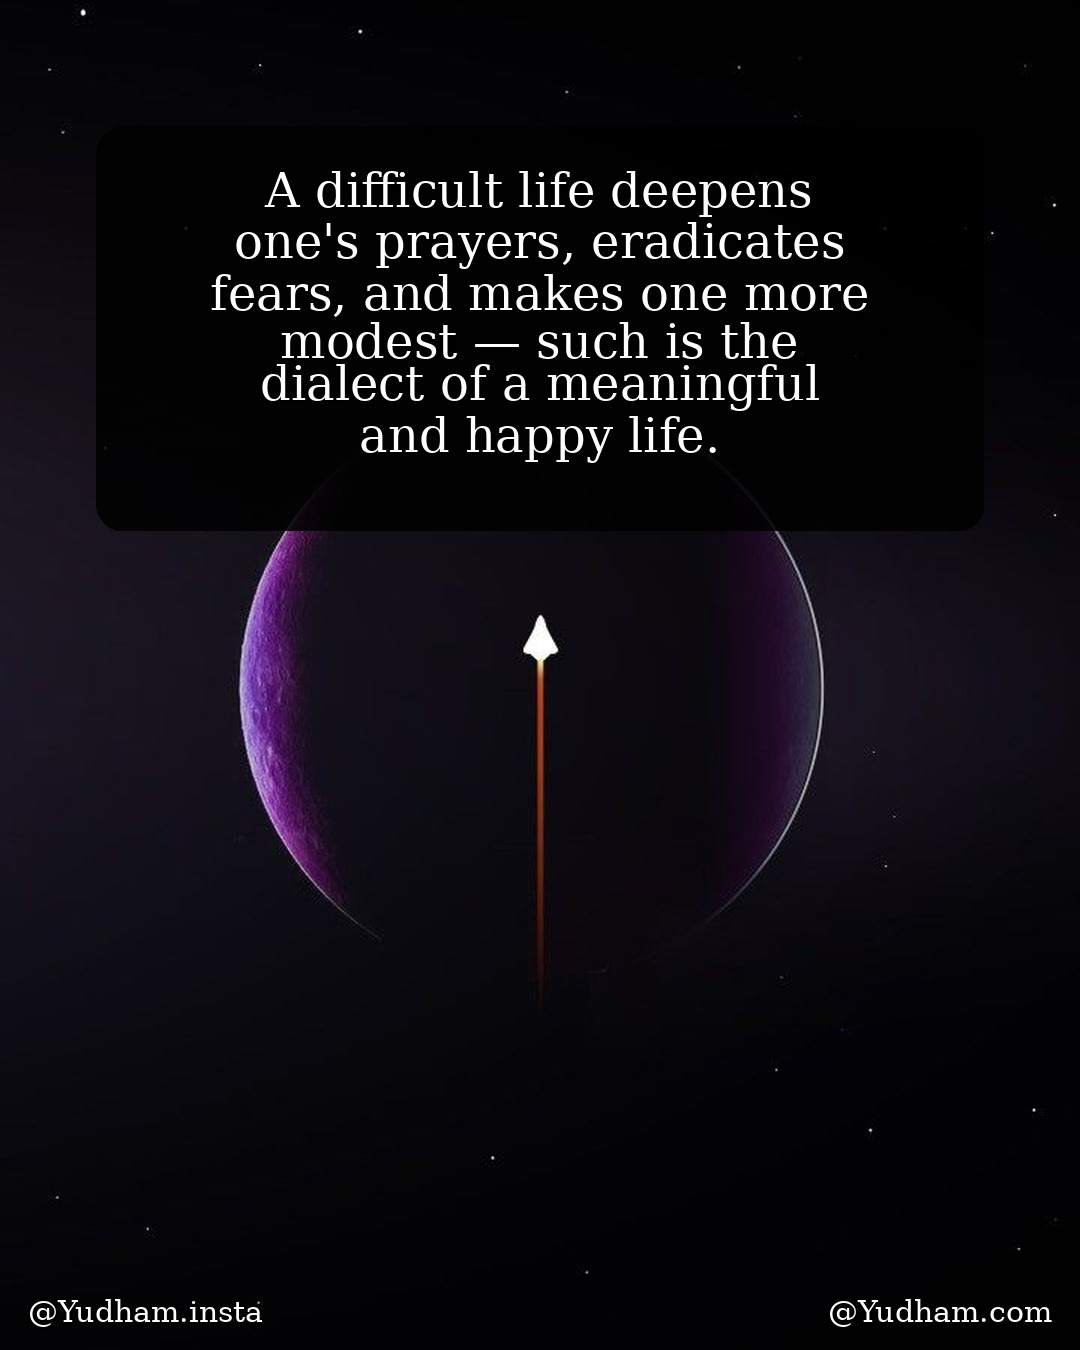 A difficult life deepens
one's prayers, eradicates
fears, and makes one more
modest — such is the
dialect of a meaningful
and happy life.
@Yudham.insta
@Yudham.com